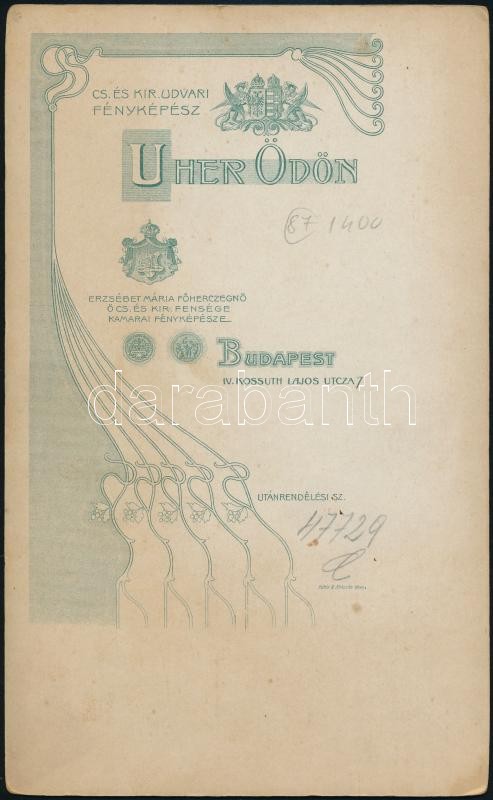 CS. ÉS KIR. UDVARI
FÉNYKÉPÉSZ
UHER ÖDÖN
87 1400
ERZSÉBET MÁRIA FŐHERCZEGNŐ
Ő CS. ÉS KIR. FENSÉGE
KAMARAI FÉNYKÉPÉSZE
BUDAPEST
IV. KOSSUTH LAJOS UTCZA 7.
darabanth
UTÁNRENDELÉSI SZ.
47729